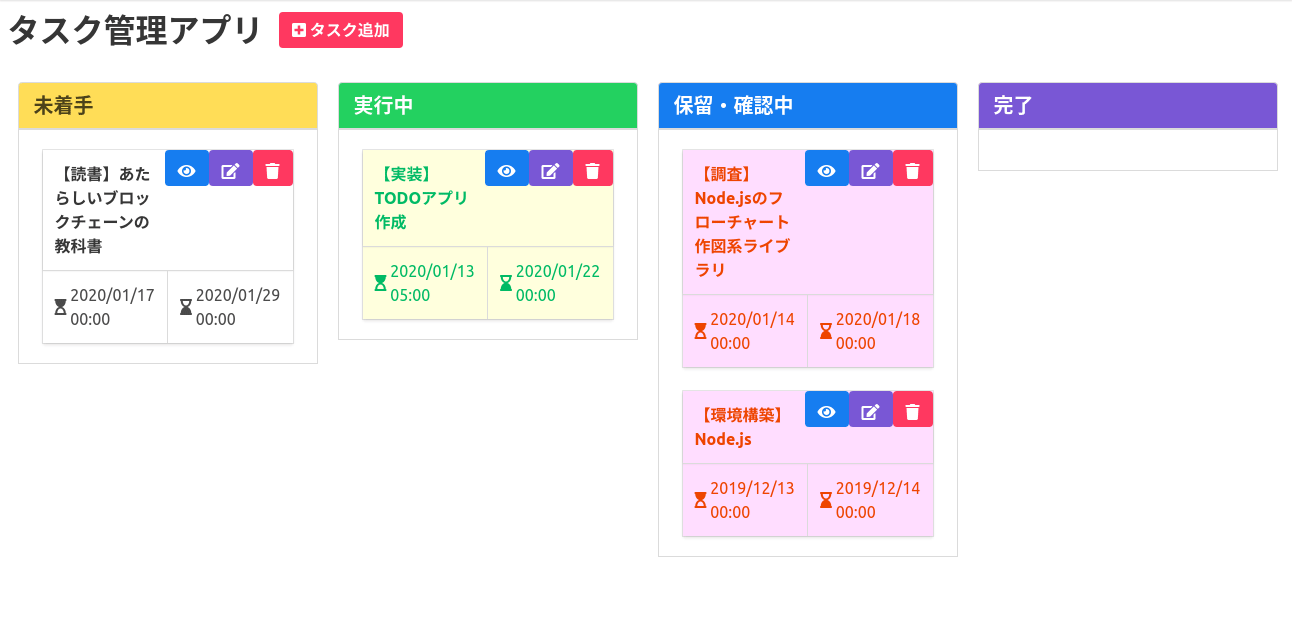 タスク管理アプリ
タスク追加
未着手
【読書】あた
らしいブロッ
クチェーンの
教科書
2020/01/17
00:00
2020/01/29
00:00
実行中
【実装】
TODOアプリ
作成
2020/01/13
05:00
2020/01/22
00:00
保留・確認中
【調査】
Node.jsのフ
ローチャート
作図系ライブ
ラリ
2020/01/14
00:00
2020/01/18
00:00
【環境構築】
Node.js
2019/12/13
00:00
2019/12/14
00:00
完了